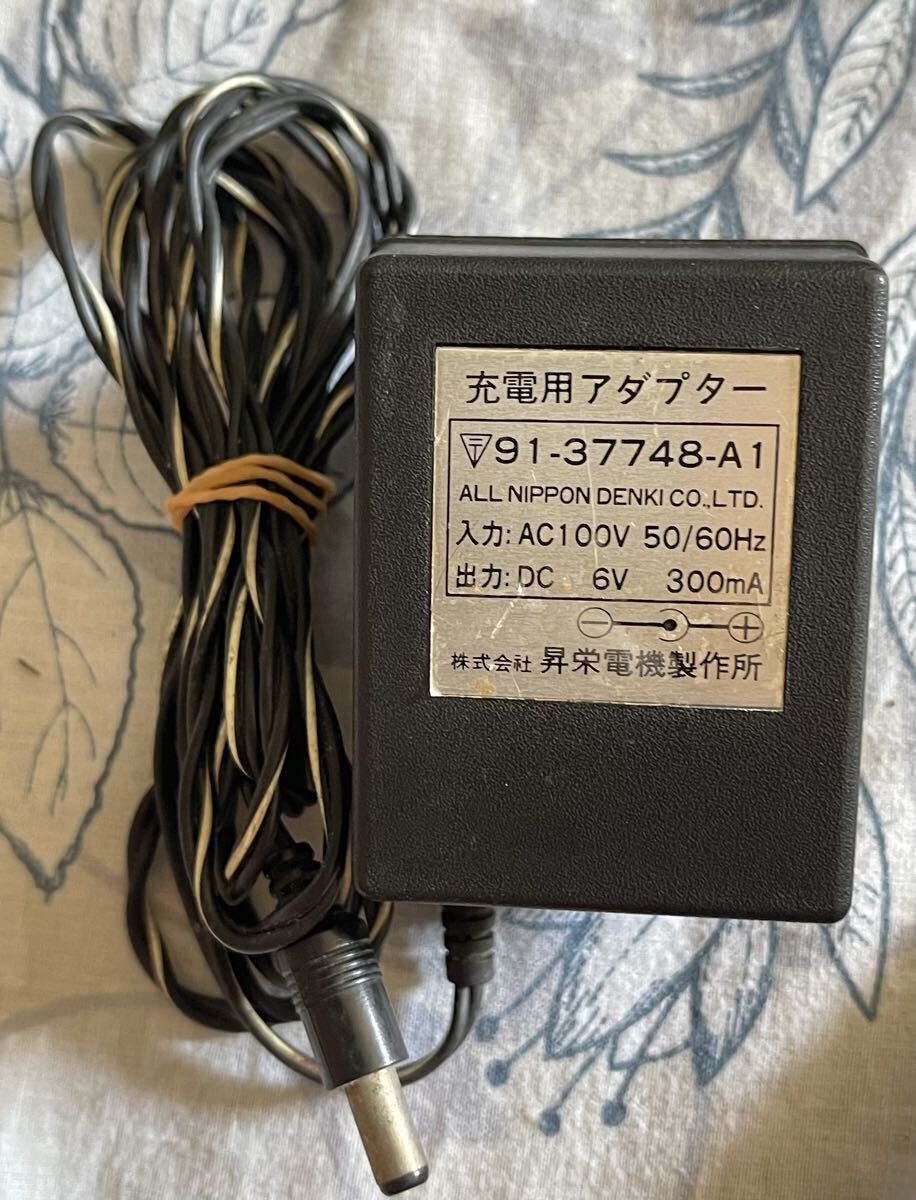 充電用アダプター
〒91-37748-A1
ALL NIPPON DENKI CO.,LTD.
入力: AC100V 50/60Hz
出力: DC 6V 300mA
− +
株式会社 昇栄電機製作所